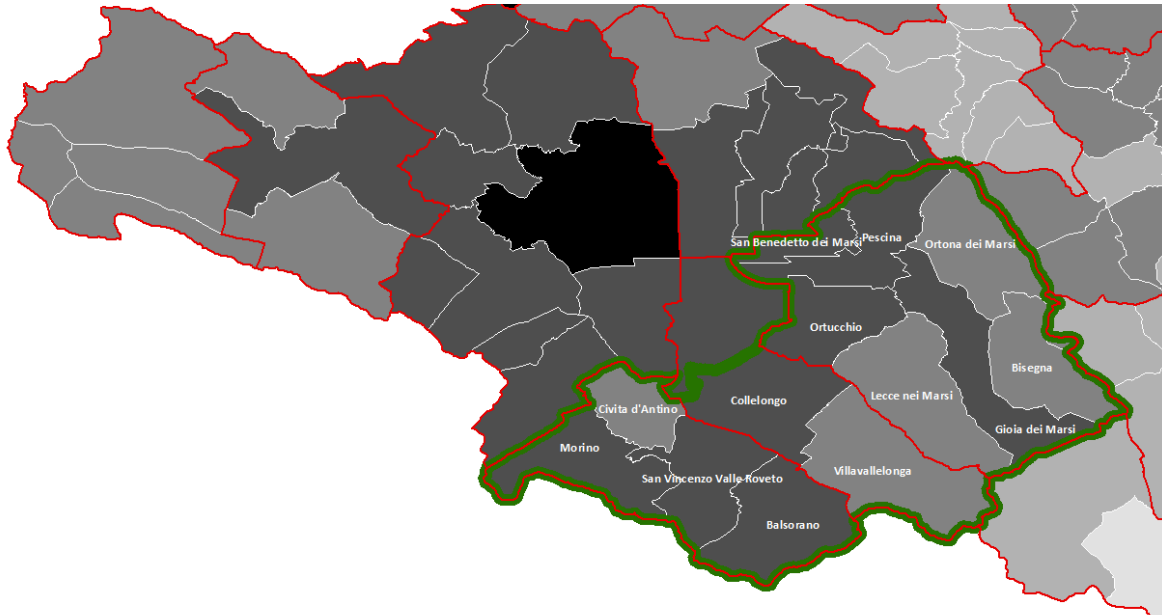 San Benedetto dei Marsi
Pescina
Ortona dei Marsi
Ortucchio
Bisegna
Lecce nei Marsi
Collelongo
Civita d'Antino
Gioia dei Marsi
Morino
Villavallelonga
San Vincenzo Valle Roveto
Balsorano